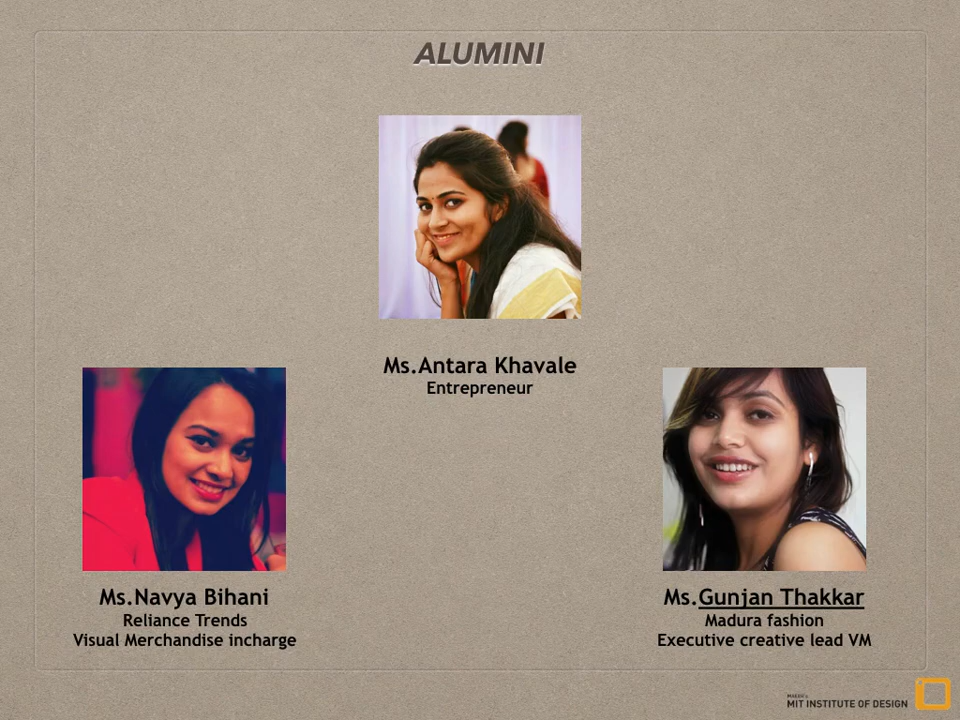 ALUMINI
Ms.Antara Khavale
Entrepreneur
Ms.Navya Bihani
Reliance Trends
Visual Merchandise incharge
Ms.Gunjan Thakkar
Madura fashion
Executive creative lead VM
MAEER's
MIT INSTITUTE OF DESIGN